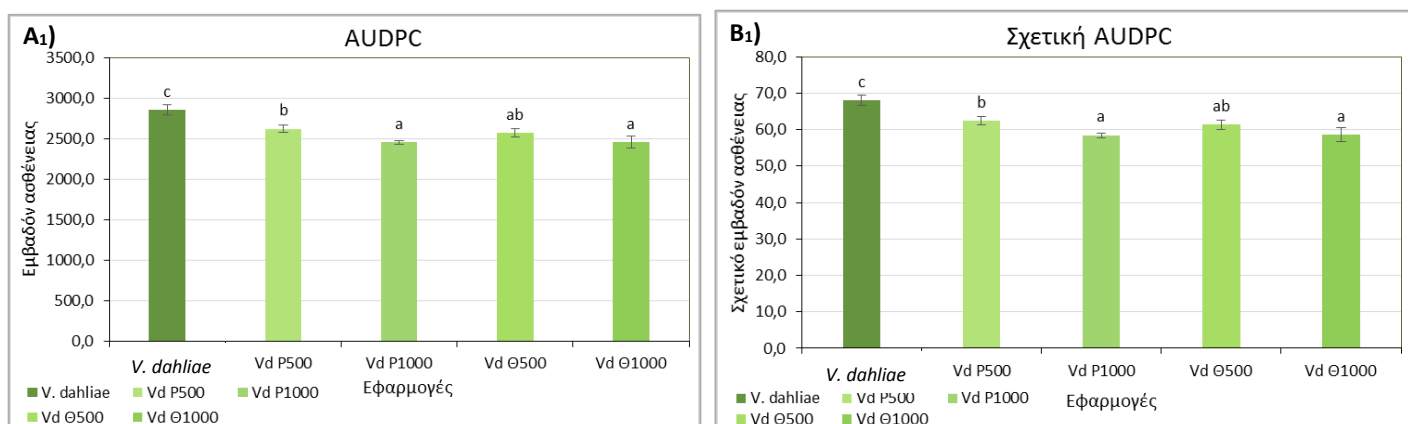 A₁)
AUDPC
Εμβαδόν ασθένειας
3500,0
3000,0
2500,0
2000,0
1500,0
1000,0
500,0
0,0
c
b
a
ab
a
V. dahliae
Vd P500
Vd P1000
Vd Θ500
Vd Θ1000
Εφαρμογές
V. dahliae
Vd P500
Vd P1000
Vd Θ500
Vd Θ1000
B₁)
Σχετική AUDPC
Σχετικό εμβαδόν ασθένειας
80,0
70,0
60,0
50,0
40,0
30,0
20,0
10,0
0,0
c
b
a
ab
a
V. dahliae
Vd P500
Vd P1000
Vd Θ500
Vd Θ1000
Εφαρμογές
V. dahliae
Vd P500
Vd P1000
Vd Θ500
Vd Θ1000